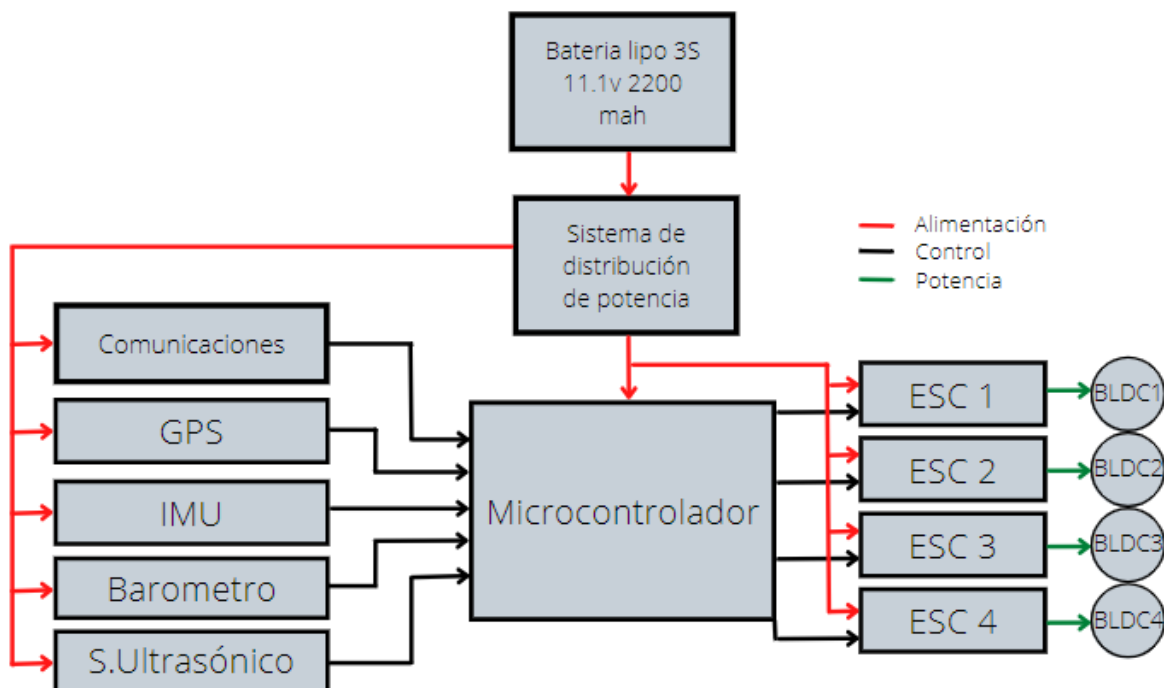 Bateria lipo 3S
11.1v 2200
mah
Sistema de
distribución
de potencia
Alimentación
Control
Potencia
Comunicaciones
GPS
IMU
Barometro
S.Ultrasónico
Microcontrolador
ESC 1
BLDC1
ESC 2
BLDC2
ESC 3
BLDC3
ESC 4
BLDC4